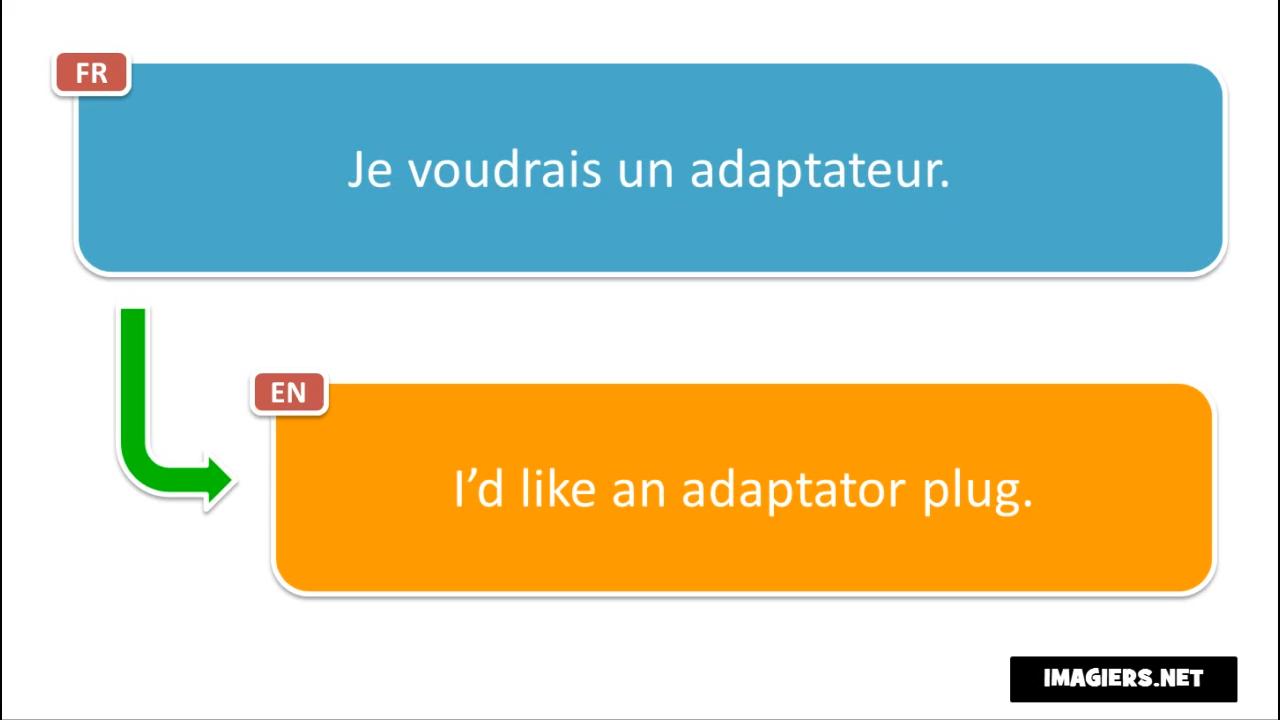 FR
Je voudrais un adaptateur.
EN
I’d like an adaptator plug.
IMAGIERS.NET